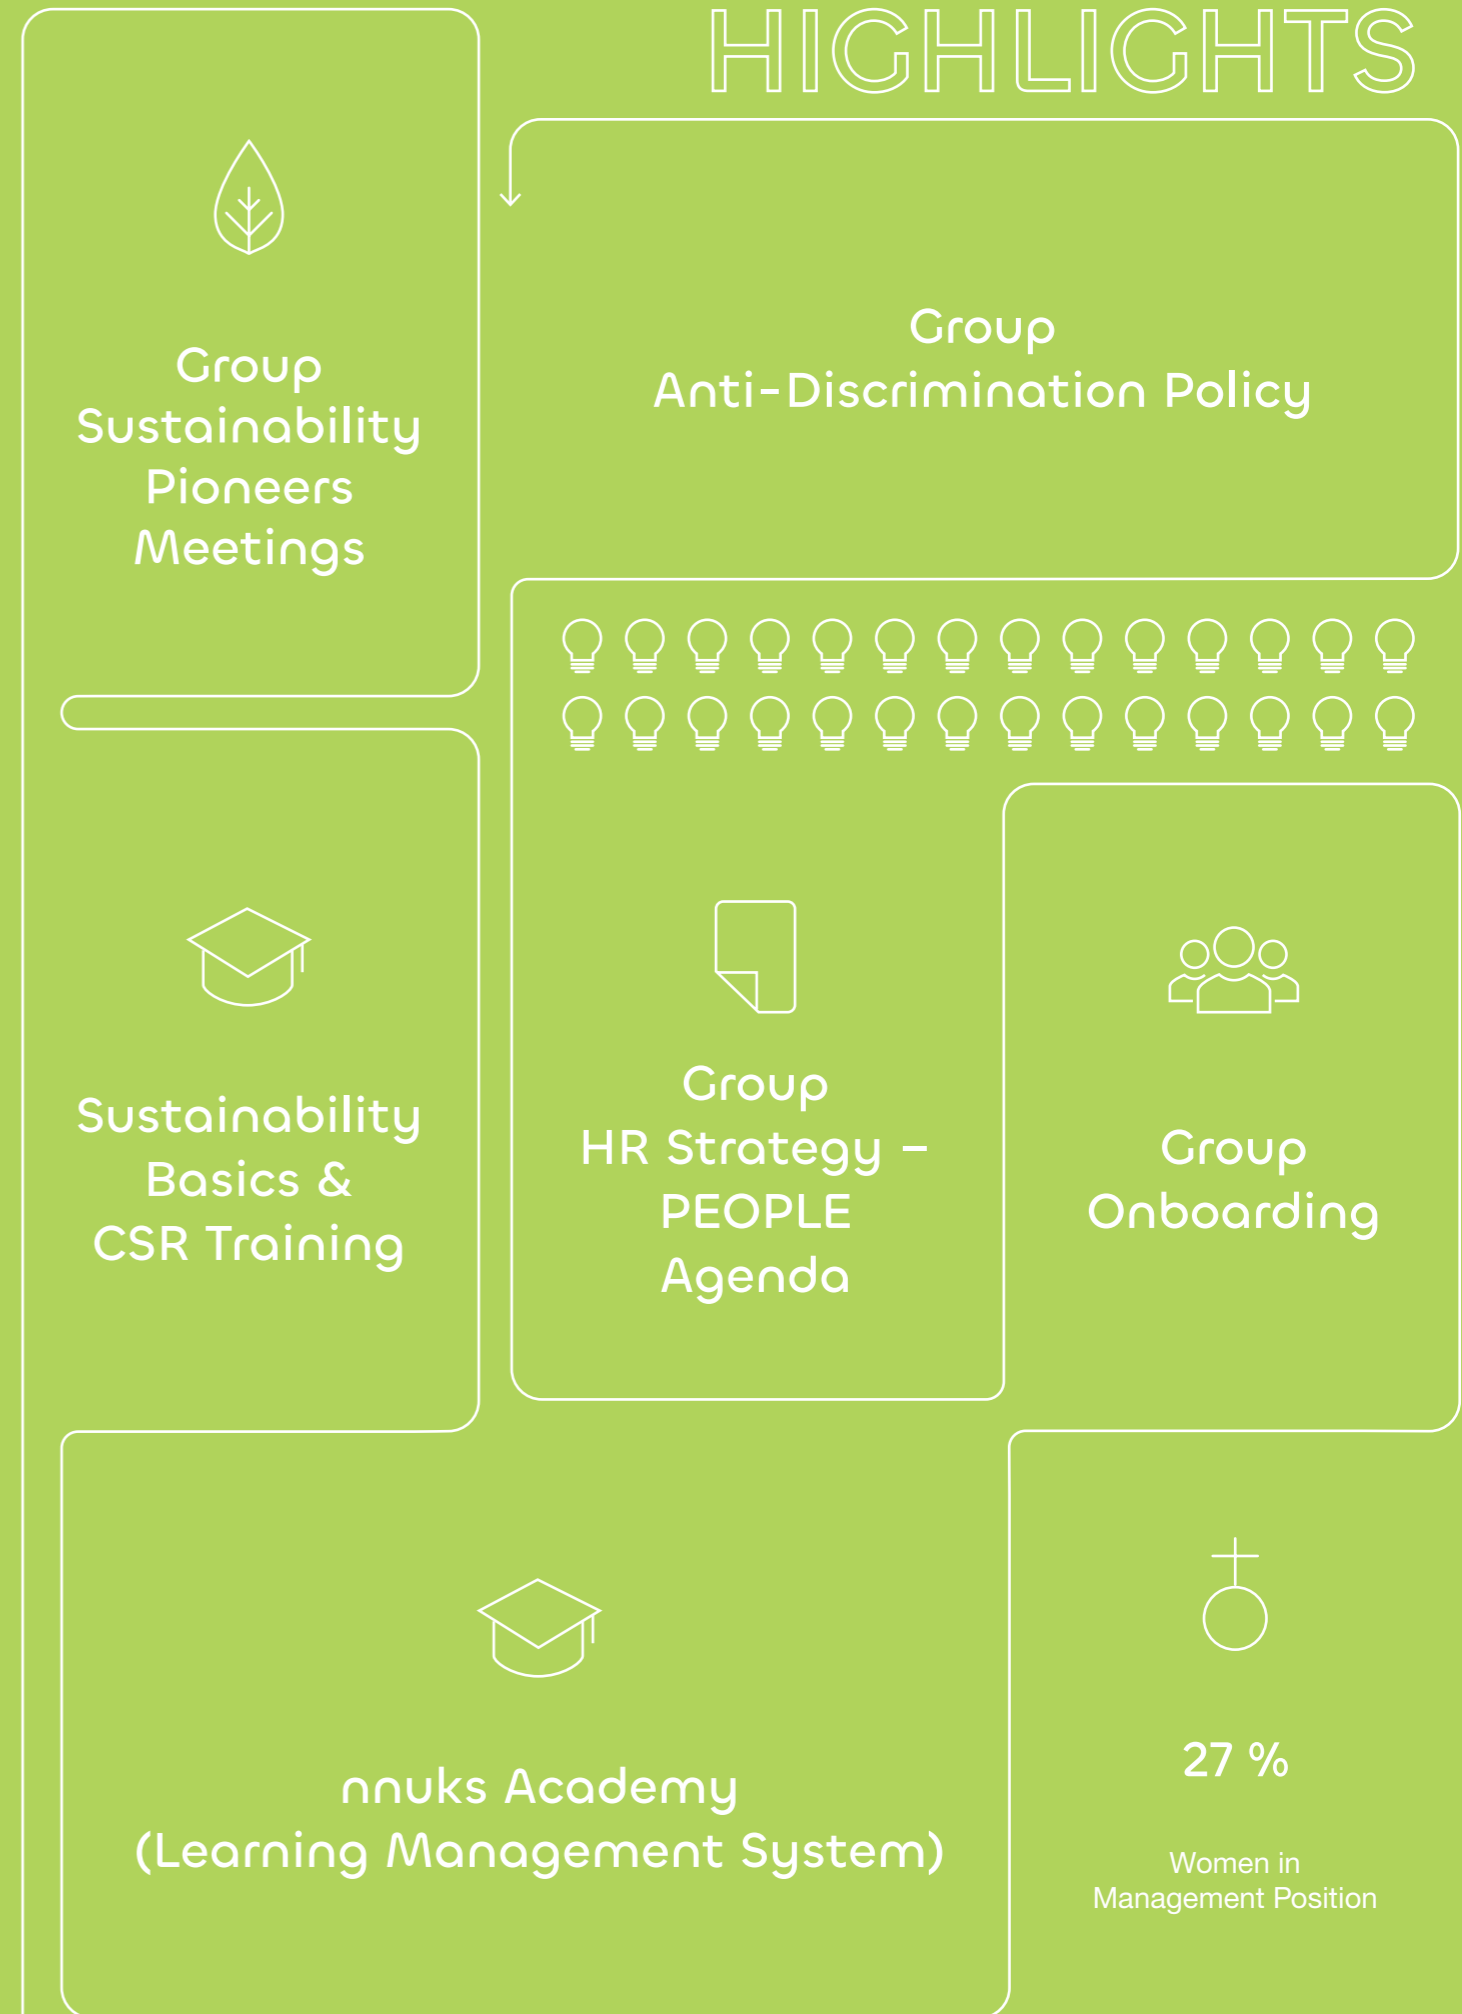 HIGHLIGHTS
Group
Sustainability
Pioneers
Meetings
Group
Anti-Discrimination Policy
Sustainability
Basics &
CSR Training
Group
HR Strategy –
PEOPLE
Agenda
Group
Onboarding
nnuks Academy
(Learning Management System)
27 %
Women in
Management Position